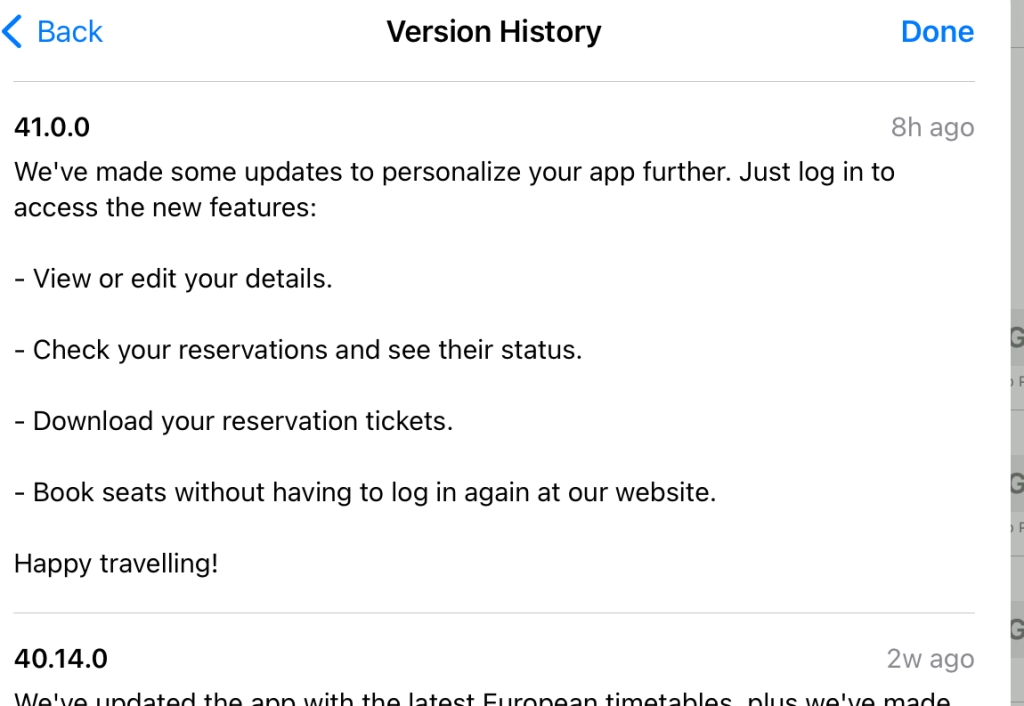 Back
Version History
Done
41.0.0
8h ago
We've made some updates to personalize your app further. Just log in to
access the new features:
- View or edit your details.
- Check your reservations and see their status.
- Download your reservation tickets.
- Book seats without having to log in again at our website.
Happy travelling!
40.14.0
2w ago
We've updated the app with the latest European timetables, plus we've made